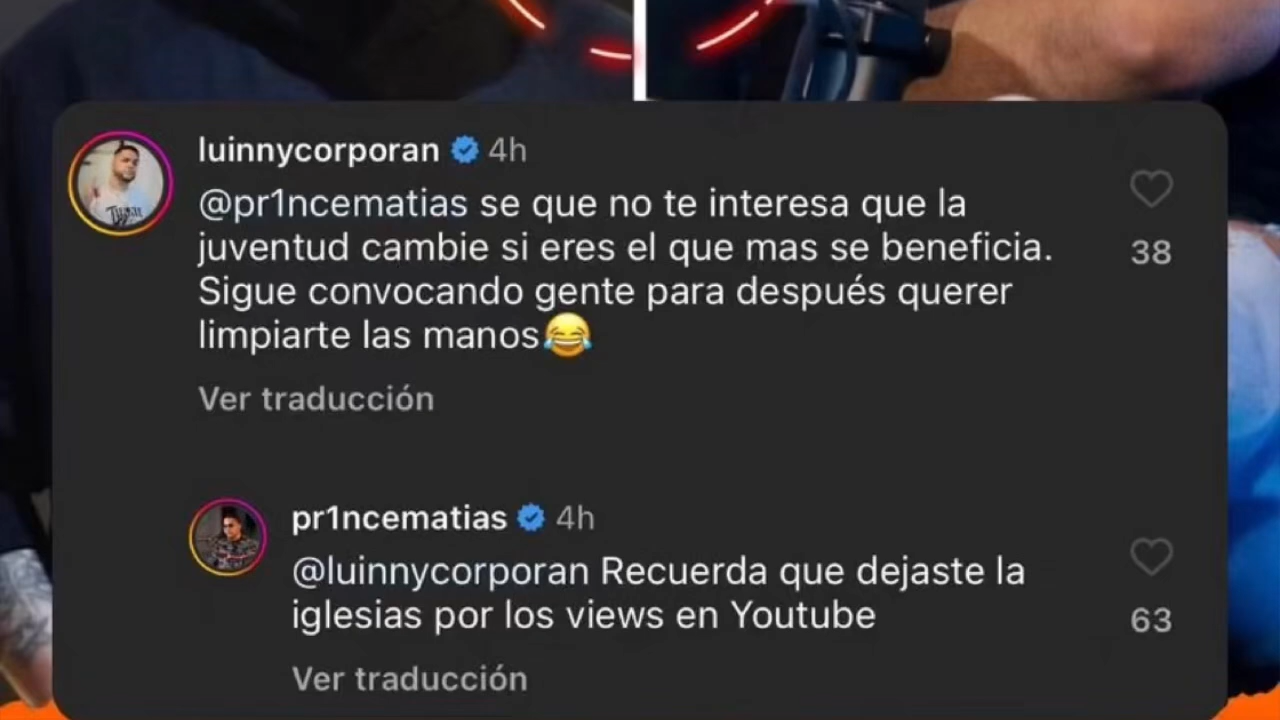 luinnycorporan 4h
@pr1ncematias se que no te interesa que la
juventud cambie si eres el que mas se beneficia.
38
Sigue convocando gente para después querer
limpiarte las manos😂
Ver traducción
pr1ncematias 4h
@luinnycorporan Recuerda que dejaste la
iglesias por los views en Youtube
63
Ver traducción